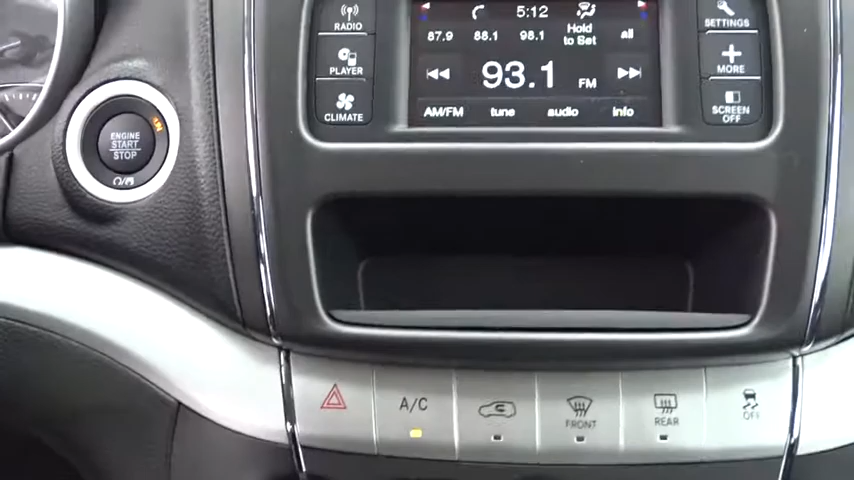 RADIO
PLAYER
CLIMATE
5:12
87.9 88.1 98.1 Hold to Set all
93.1 FM
AM/FM tune audio info
SETTINGS
MORE
SCREEN
OFF
ENGINE
START
STOP
A/C
FRONT
REAR
OFF